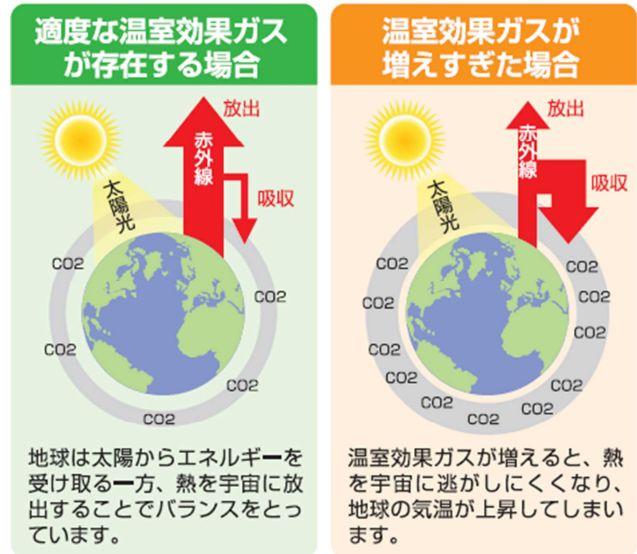 適度な温室効果ガス
が存在する場合
放出
赤外線
吸収
太陽光
CO2
CO2
CO2
CO2
CO2
地球は太陽からエネルギーを
受け取る一方、熱を宇宙に放
出することでバランスをとっ
ています。
温室効果ガスが
増えすぎた場合
放出
赤外線
吸収
太陽光
CO2
CO2
CO2
CO2
CO2
CO2
CO2
CO2
CO2
CO2
CO2
温室効果ガスが増えると、熱
を宇宙に逃がしにくくなり、
地球の気温が上昇してしまい
ます。